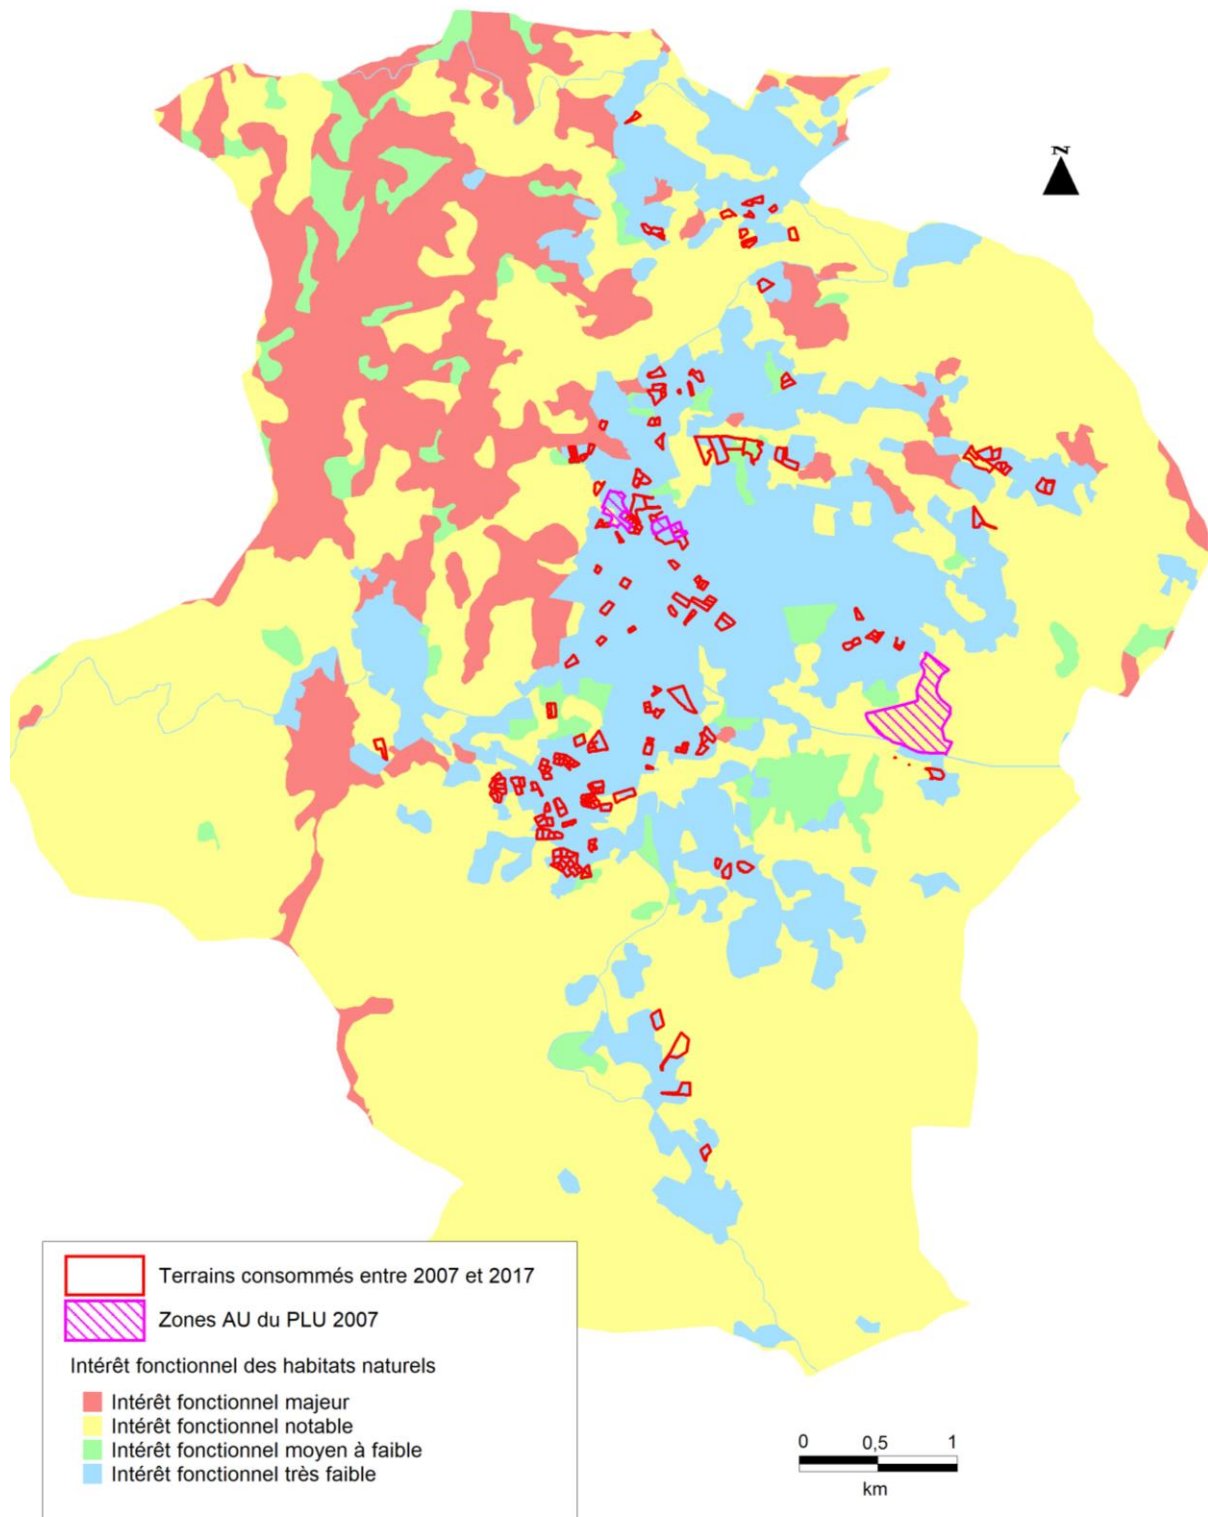 N
Terrains consommés entre 2007 et 2017
Zones AU du PLU 2007
Intérêt fonctionnel des habitats naturels
Intérêt fonctionnel majeur
Intérêt fonctionnel notable
Intérêt fonctionnel moyen à faible
Intérêt fonctionnel très faible
0 0,5 1
km